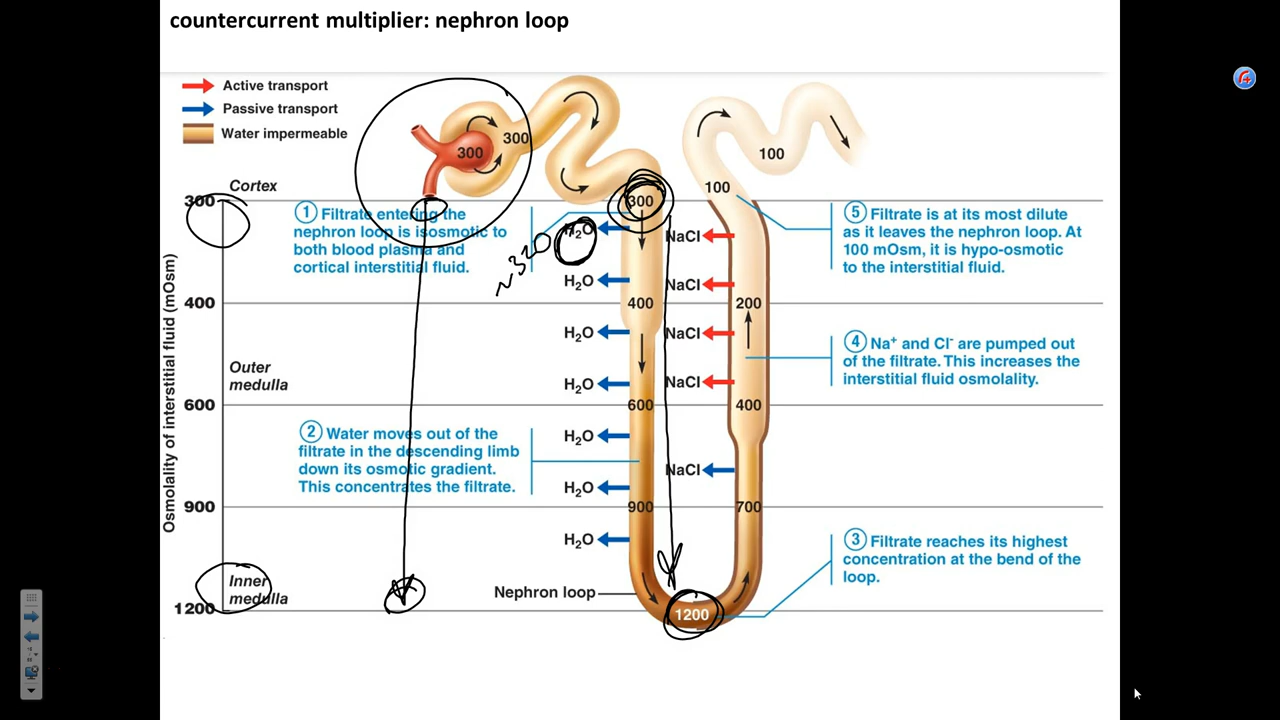 countercurrent multiplier: nephron loop
Active transport
Passive transport
Water impermeable
300
300
100
100
Cortex
300
Osmolality of interstitial fluid (mOsm)
1 Filtrate entering the
nephron loop is isosmotic to
both blood plasma and
cortical interstitial fluid.
~320
300
H₂O
NaCl
5 Filtrate is at its most dilute
as it leaves the nephron loop. At
100 mOsm, it is hypo-osmotic
to the interstitial fluid.
H₂O
NaCl
400
400
200
H₂O
NaCl
4 Na⁺ and Cl⁻ are pumped out
of the filtrate. This increases the
interstitial fluid osmolality.
Outer
medulla
H₂O
NaCl
600
600
400
2 Water moves out of the
filtrate in the descending limb
down its osmotic gradient.
This concentrates the filtrate.
H₂O
NaCl
H₂O
900
900
700
H₂O
3 Filtrate reaches its highest
concentration at the bend of the
loop.
Inner
medulla
Nephron loop
1200
1200